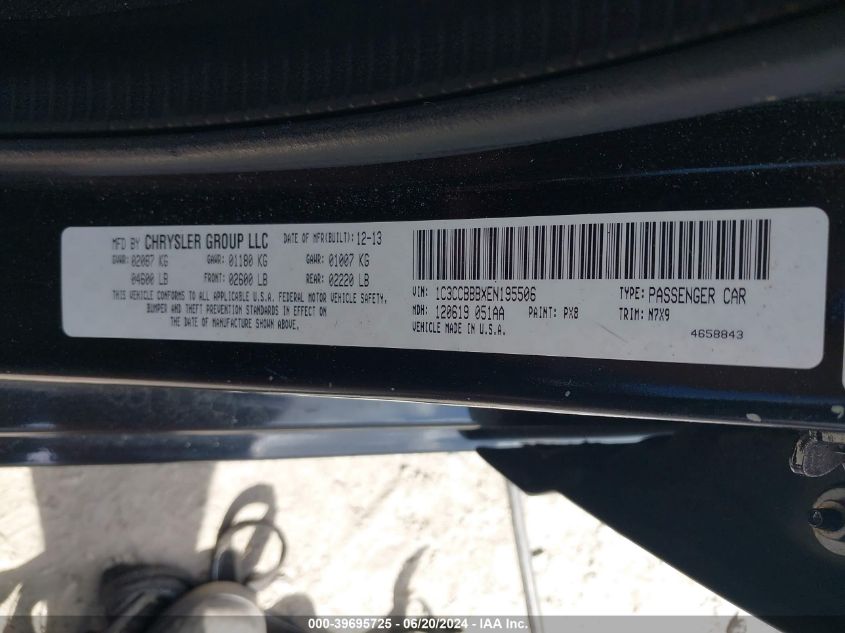 MFD BY CHRYSLER GROUP LLC DATE OF MFR(BUILT): 12-13
GVWR: 02087 KG GAWR: 01180 KG GAWR: 01007 KG
04600 LB FRONT: 02600 LB REAR: 02220 LB
THIS VEHICLE CONFORMS TO ALL APPLICABLE U.S.A. FEDERAL MOTOR VEHICLE SAFETY,
BUMPER AND THEFT PREVENTION STANDARDS IN EFFECT ON
THE DATE OF MANUFACTURE SHOWN ABOVE.
VIN: 1C3CCBBBXEN195506 TYPE: PASSENGER CAR
MDH: 120619 051AA PAINT: PX8 TRIM: N7X9
VEHICLE MADE IN U.S.A.
4658843
000-39695725 - 06/20/2024 - IAA Inc.